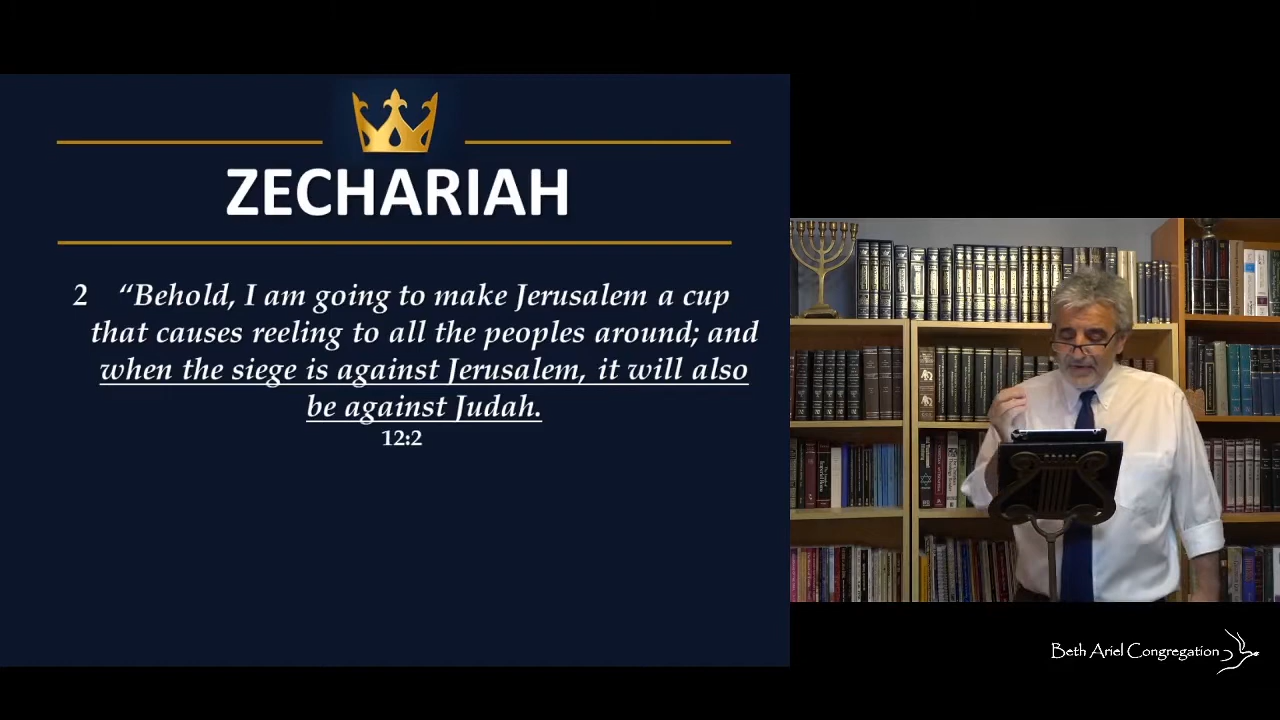 ZECHARIAH
2 “Behold, I am going to make Jerusalem a cup
that causes reeling to all the peoples around; and
when the siege is against Jerusalem, it will also
be against Judah.
12:2
Beth Ariel Congregation